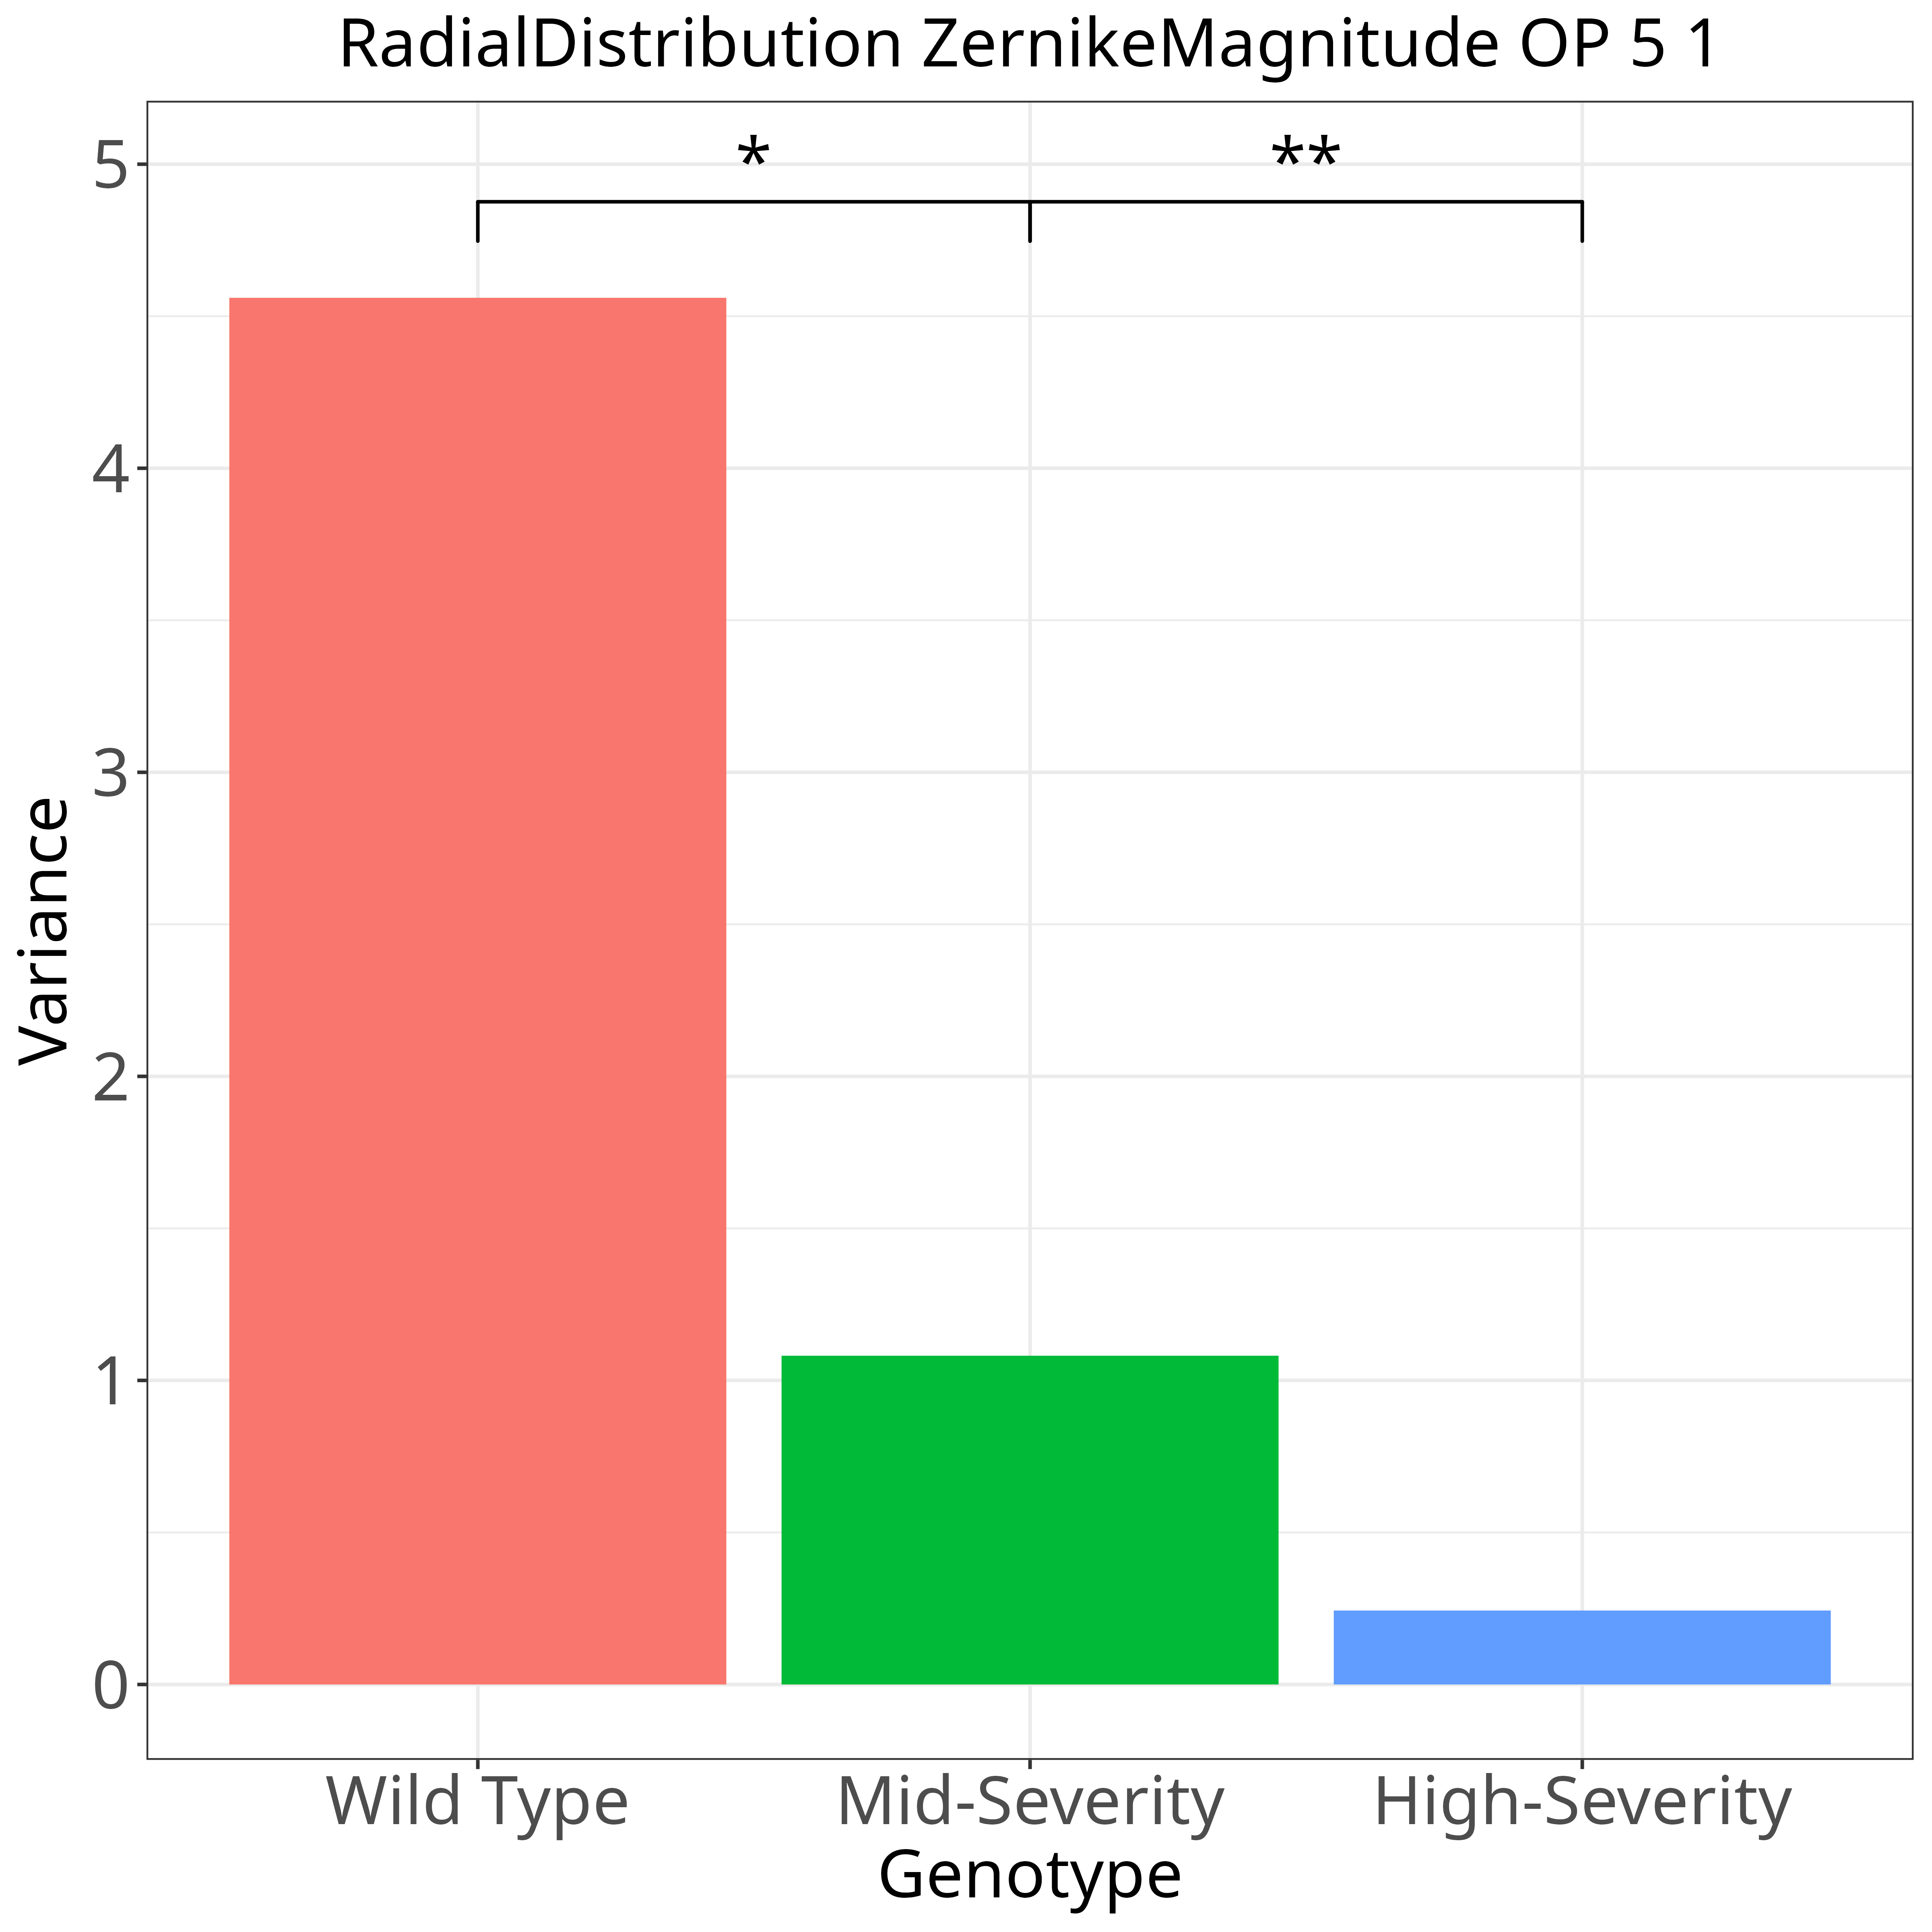 RadialDistribution ZernikeMagnitude OP 5 1
* **
5
4
3
2
1
0
Variance
Wild Type Mid-Severity High-Severity
Genotype